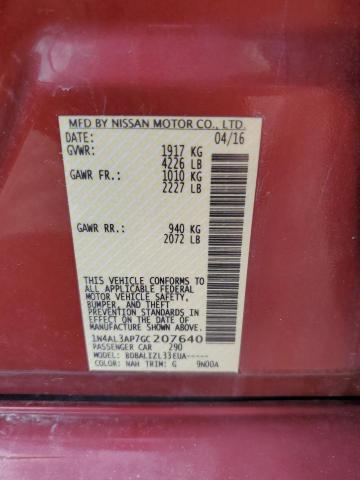 MFD BY NISSAN MOTOR CO., LTD.
DATE: 04/16
GVWR: 1917 KG
4226 LB
GAWR FR.: 1010 KG
2227 LB
GAWR RR.: 940 KG
2072 LB
THIS VEHICLE CONFORMS TO
ALL APPLICABLE FEDERAL
MOTOR VEHICLE SAFETY,
BUMPER, AND THEFT
PREVENTION STANDARDS IN
EFFECT ON THE DATE OF
MANUFACTURE SHOWN ABOVE.
1N4AL3AP7GC207640
PASSENGER CAR 290
MODEL: BDBALIZL33EUA-----
COLOR: NAH TRIM: G 9N00A